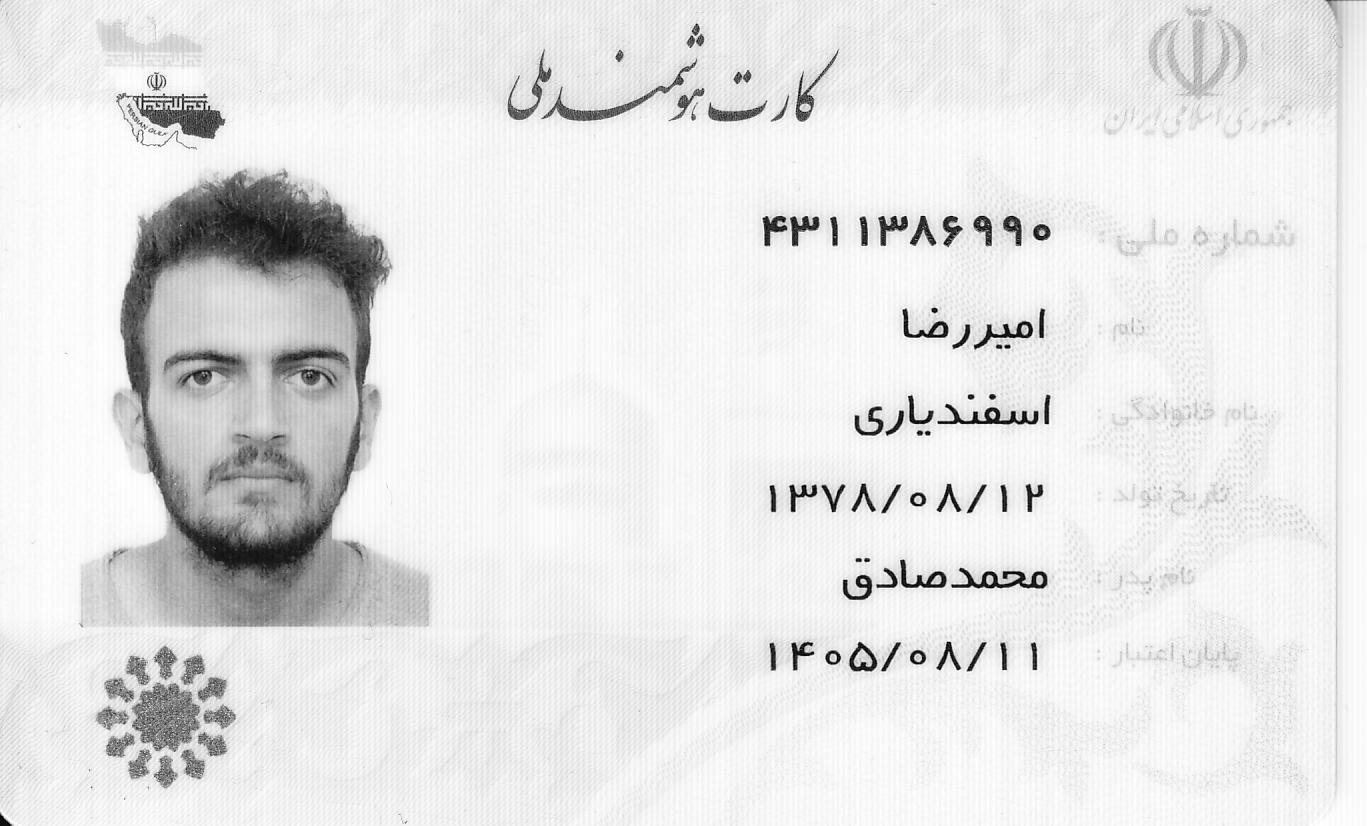 کارت هوشمند ملی
جمهوری اسلامی ایران
PERSIAN GULF
شماره ملی : ۴۳۱۱۳۸۶۹۹۰
نام : امیررضا
نام خانوادگی : اسفندیاری
تاریخ تولد : ۱۳۷۸/۰۸/۱۲
نام پدر : محمدصادق
پایان اعتبار : ۱۴۰۵/۰۸/۱۱